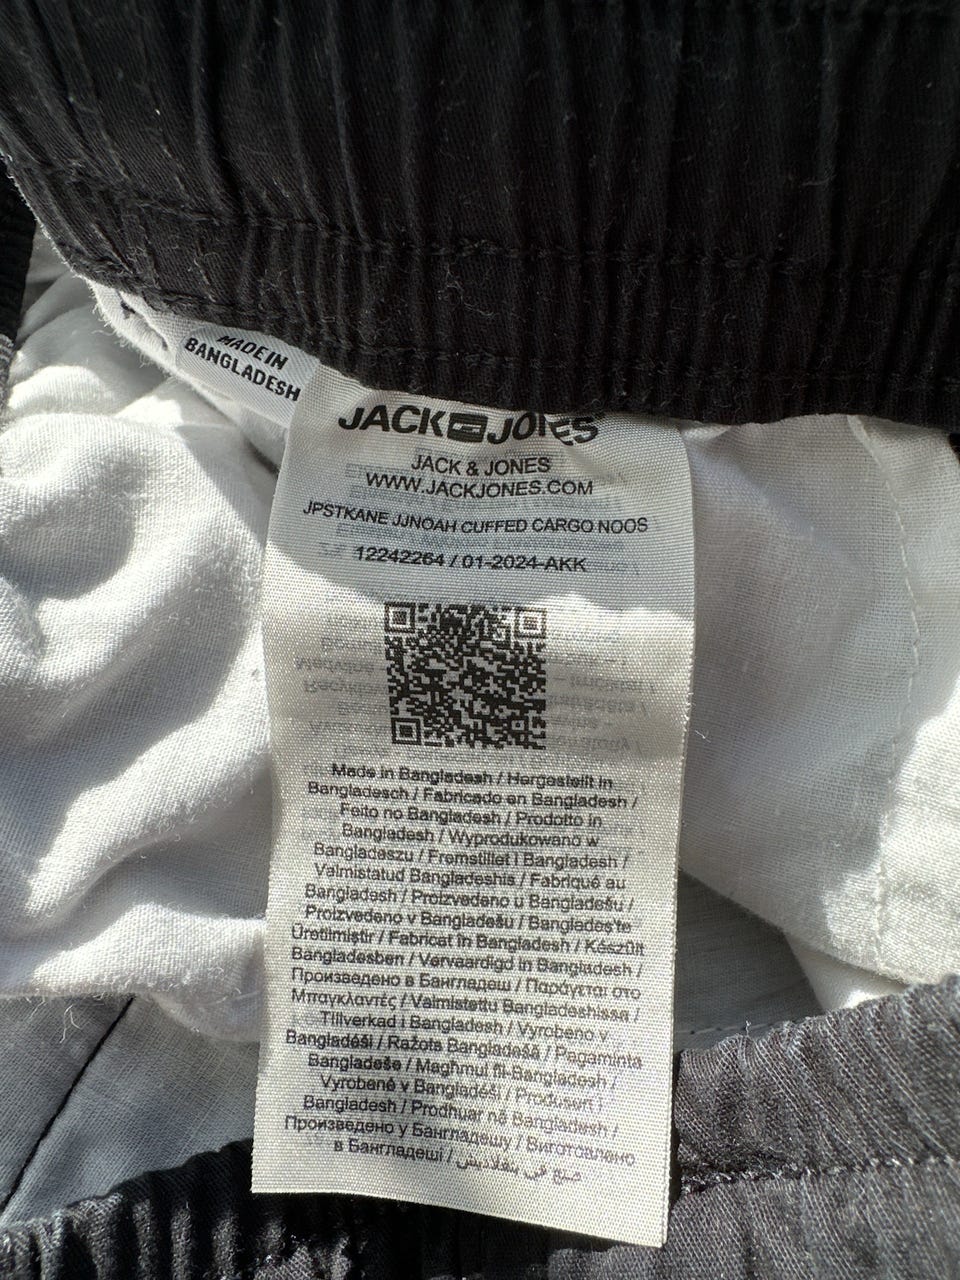 MADE IN
BANGLADESH
JACK JONES
JACK & JONES
WWW.JACKJONES.COM
JPSTKANE JJNOAH CUFFED CARGO NOOS
12242264 / 01-2024-AKK
Made in Bangladesh / Hergestellt in
Bangladesch / Fabricado en Bangladesh /
Feito no Bangladesh / Prodotto in
Bangladesh / Wyprodukowano w
Bangladeszu / Fremstillet i Bangladesh /
Valmistatud Bangladeshis / Fabriqué au
Bangladesh / Proizvedeno u Bangladešu /
Proizvedeno v Bangladešu / Bangladeş'te
Üretilmiştir / Fabricat în Bangladesh / Készült
Bangladesben / Vervaardigd in Bangladesh /
Произведено в Бангладеш / Παράγεται στο
Μπαγκλαντές / Valmistettu Bangladeshissa /
Tillverkad i Bangladesh / Vyrobeno v
Bangladéši / Ražots Bangladešā / Pagaminta
Bangladeše / Magħmul fil-Bangladesh /
Vyrobené v Bangladéši / Produsert i
Bangladesh / Prodhuar në Bangladesh /
Произведено у Бангладешу / Виготовлено
в Бангладеші / صنع في بنغلاديش